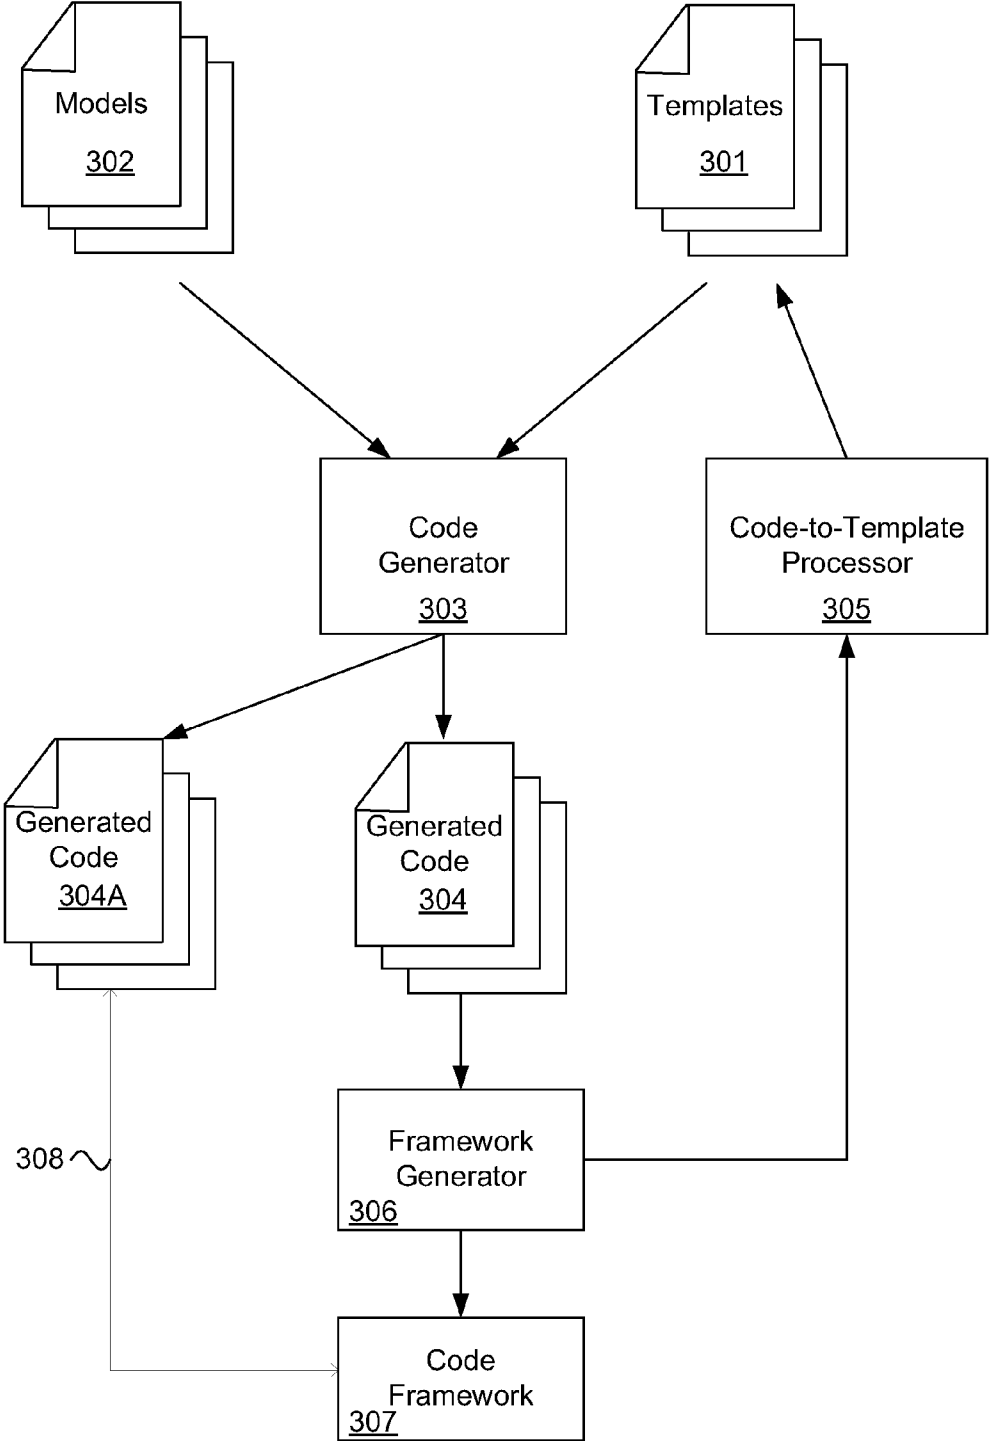 Models
302
Templates
301
Code
Generator
303
Code-to-Template
Processor
305
Generated
Code
304A
Generated
Code
304
308
Framework
Generator
306
Code
Framework
307